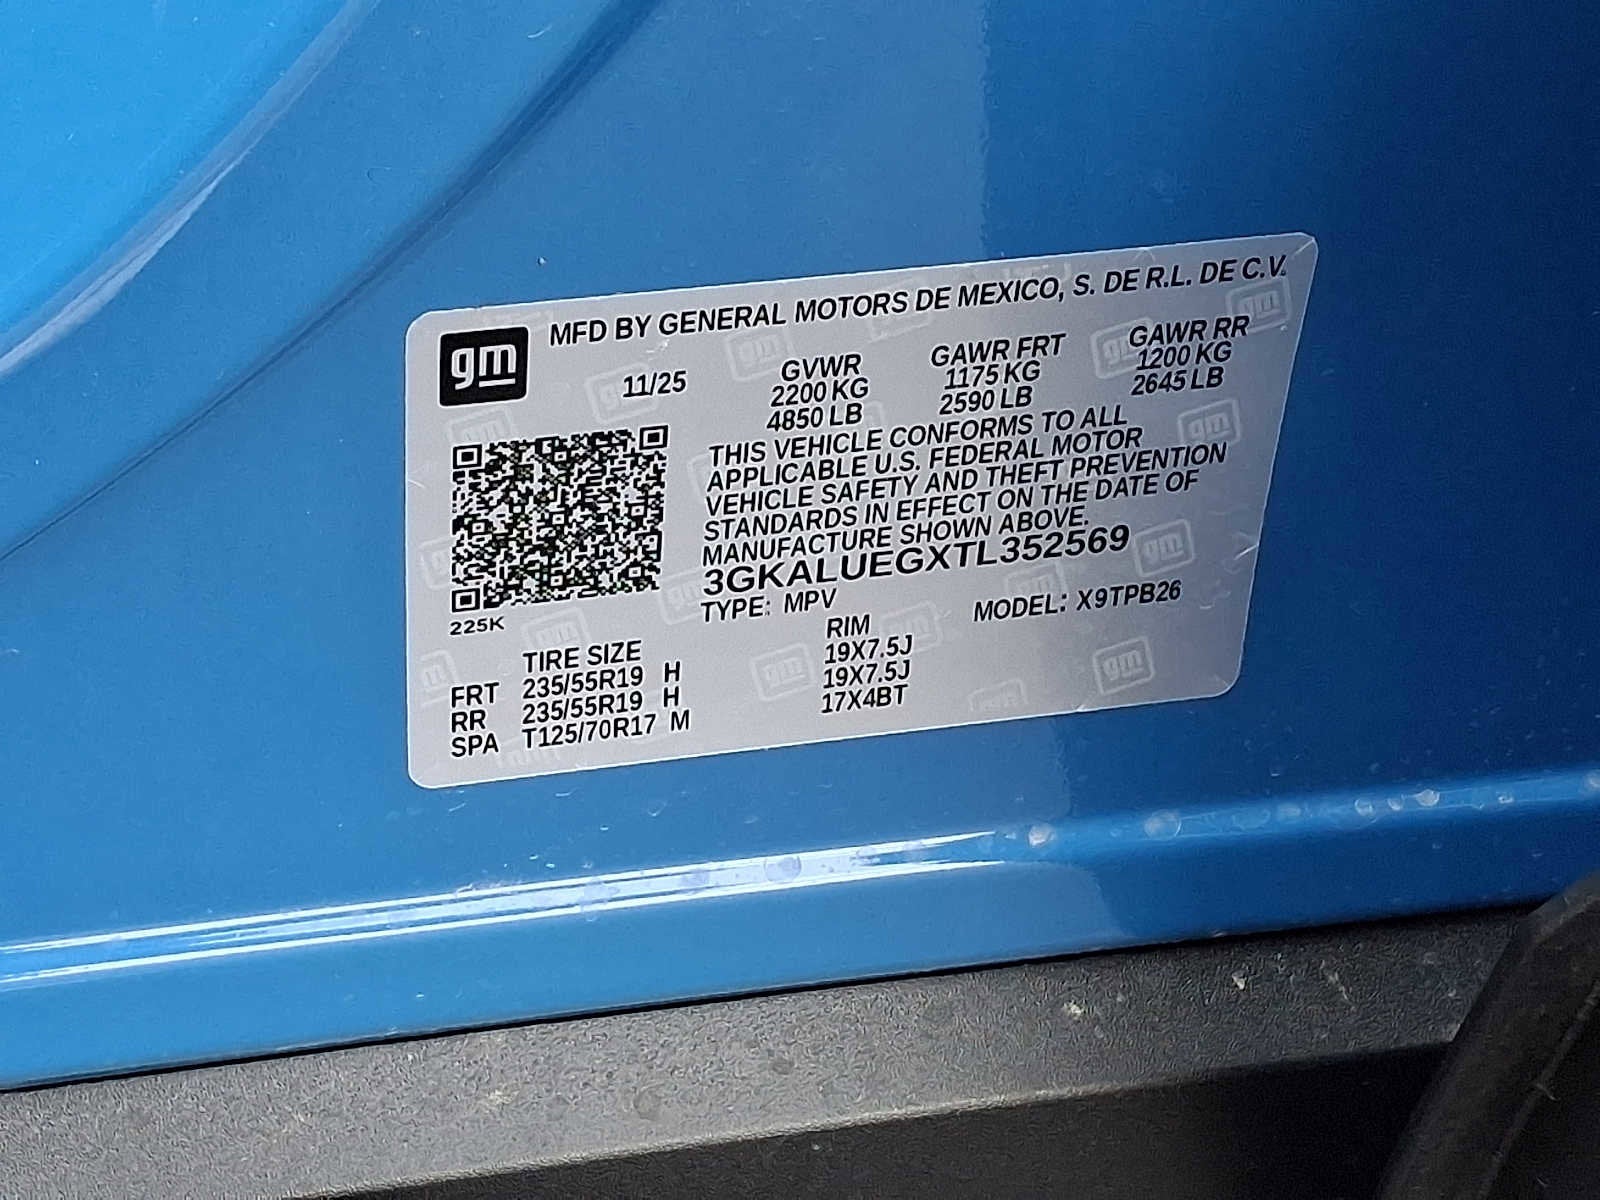 gm MFD BY GENERAL MOTORS DE MEXICO, S. DE R.L. DE C.V.
11/25 GVWR GAWR FRT GAWR RR
2200 KG 1175 KG 1200 KG
4850 LB 2590 LB 2645 LB
THIS VEHICLE CONFORMS TO ALL
APPLICABLE U.S. FEDERAL MOTOR
VEHICLE SAFETY AND THEFT PREVENTION
STANDARDS IN EFFECT ON THE DATE OF
MANUFACTURE SHOWN ABOVE.
3GKALUEGXTL352569
225K
TYPE: MPV MODEL: X9TPB26
TIRE SIZE RIM
FRT 235/55R19 H 19X7.5J
RR 235/55R19 H 19X7.5J
SPA T125/70R17 M 17X4BT